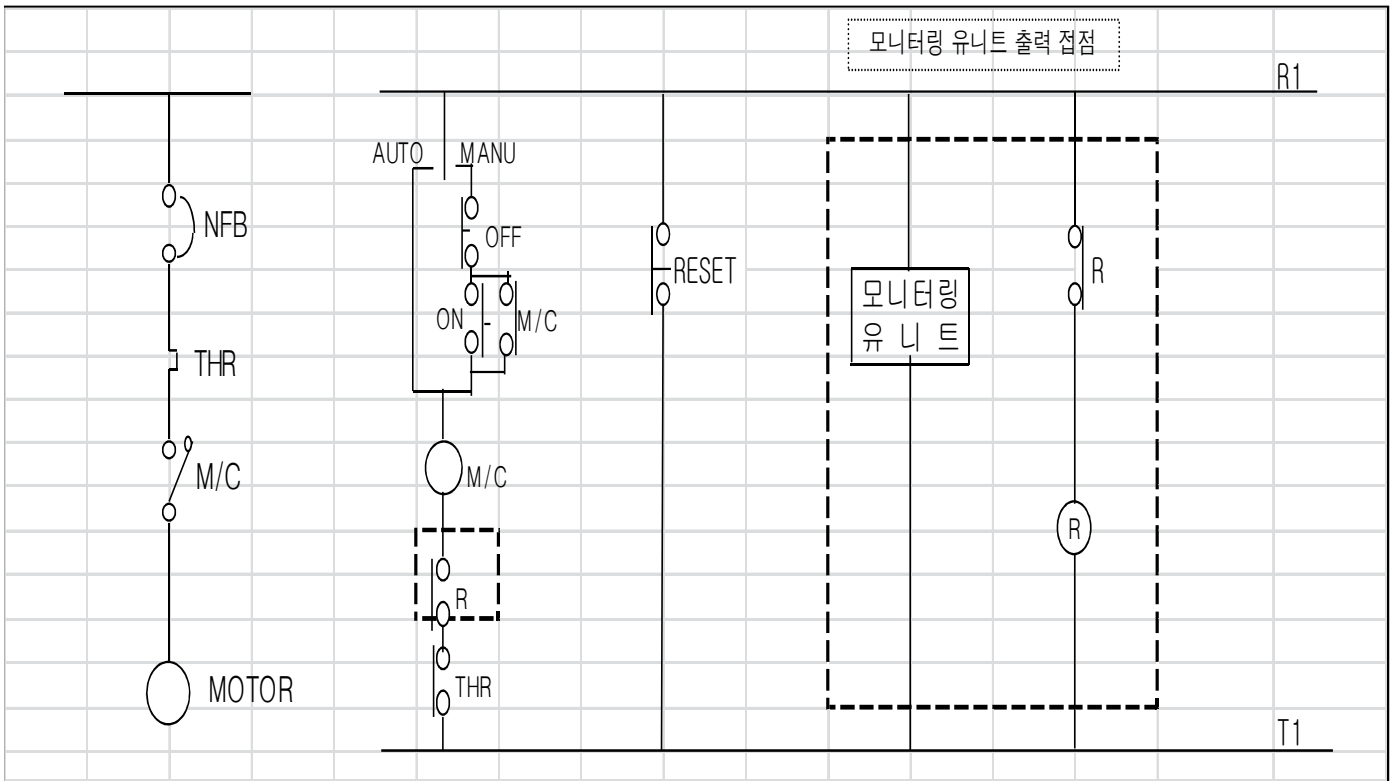 모니터링 유니트 출력 접점
R1
AUTO
MANU
NFB
OFF
RESET
R
모니터링
유 니 트
ON
M/C
THR
M/C
M/C
R
R
MOTOR
THR
T1